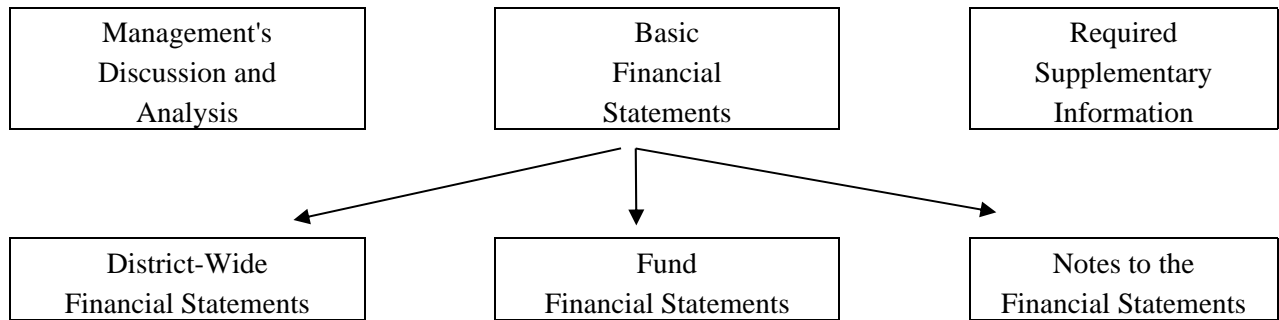 Management's
Discussion and
Analysis
Basic
Financial
Statements
Required
Supplementary
Information
District-Wide
Financial Statements
Fund
Financial Statements
Notes to the
Financial Statements